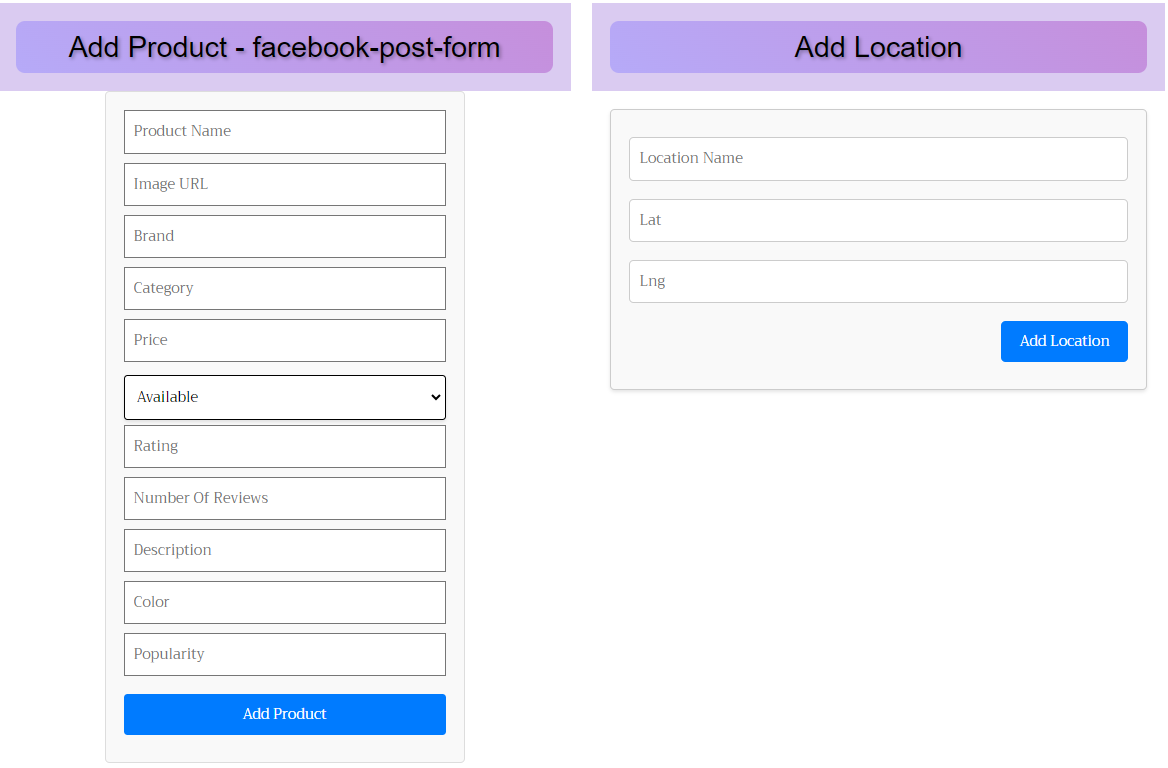 Add Product - facebook-post-form
Product Name
Image URL
Brand
Category
Price
Available
Rating
Number Of Reviews
Description
Color
Popularity
Add Product
Add Location
Location Name
Lat
Lng
Add Location